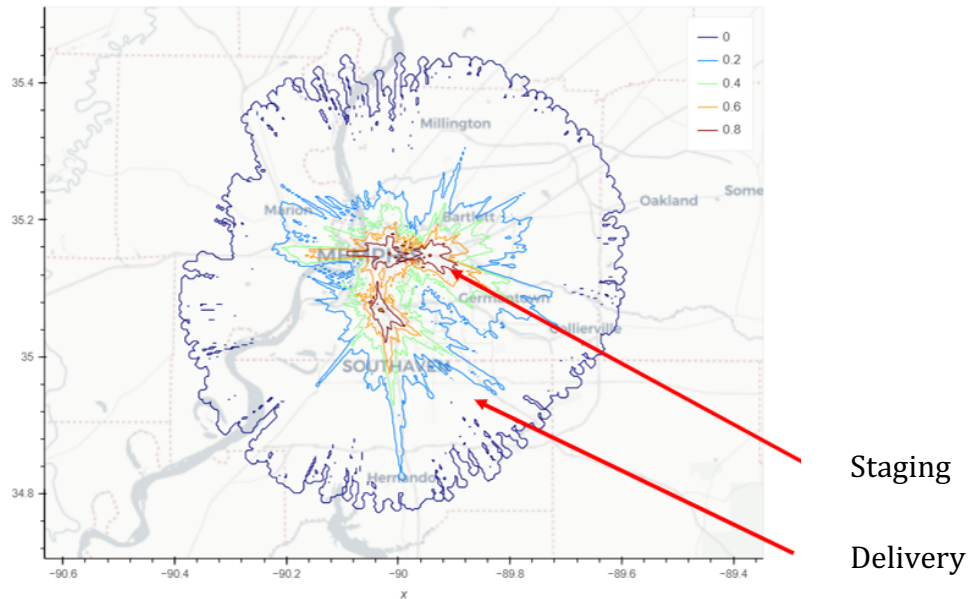 0
0.2
0.4
0.6
0.8
35.4
35.2
35
34.8
Millington
Oakland
Some
Marion
Bartlett
Germantown
Collierville
SOUTHAVEN
Hernando
−90.6
−90.4
−90.2
−90
−89.8
−89.6
−89.4
x
Staging
Delivery